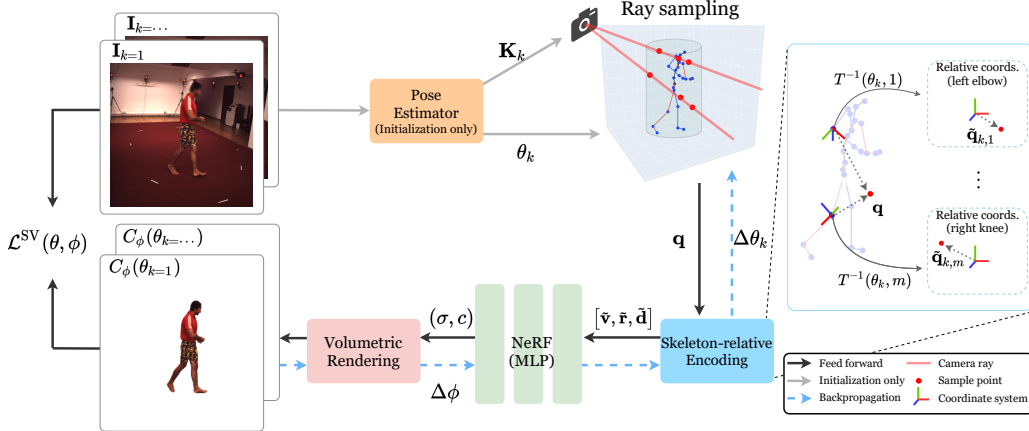 Ray sampling
I_{k=...}
I_{k=1}
K_k
Pose
Estimator
(Initialization only)
θ_k
T^{-1}(θ_k, 1)
Relative coords.
(left elbow)
q̃_{k,1}
⋮
q
Relative coords.
(right knee)
q̃_{k,m}
T^{-1}(θ_k, m)
q
Δθ_k
ℒ^{SV}(θ, ϕ)
C_ϕ(θ_{k=...})
C_ϕ(θ_{k=1})
Volumetric
Rendering
(σ, c)
Δϕ
NeRF
(MLP)
[ṽ, r̃, d̃]
Skeleton-relative
Encoding
Feed forward
Initialization only
Backpropagation
Camera ray
Sample point
Coordinate system